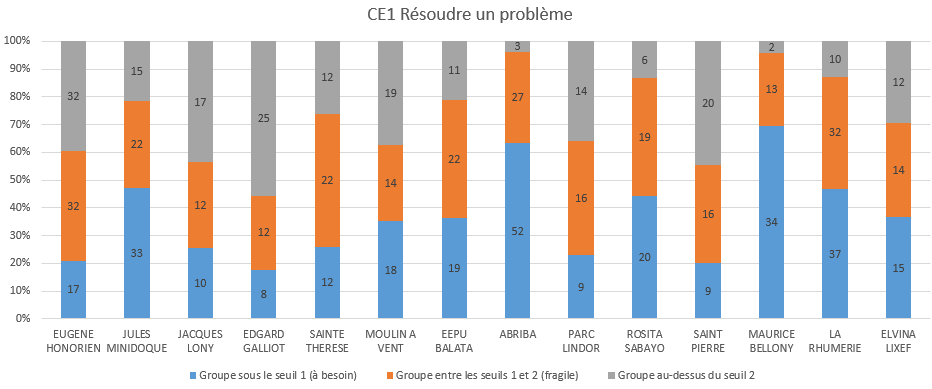 CE1 Résoudre un problème
100%
90%
80%
70%
60%
50%
40%
30%
20%
10%
0%
32 15 17 25 12 19 11 3 14 6 20 2 10 12
32 22 12 12 22 14 22 27 16 19 16 13 32 14
17 33 10 8 12 18 19 52 9 20 9 34 37 15
EUGENE HONORIEN
JULES MINIDOQUE
JACQUES LONY
EDGARD GALLIOT
SAINTE THERESE
MOULIN A VENT
EEPU BALATA
ABRIBA
PARC LINDOR
ROSITA SABAYO
SAINT PIERRE
MAURICE BELLONY
LA RHUMERIE
ELVINA LIXEF
Groupe sous le seuil 1 (à besoin)
Groupe entre les seuils 1 et 2 (fragile)
Groupe au-dessus du seuil 2